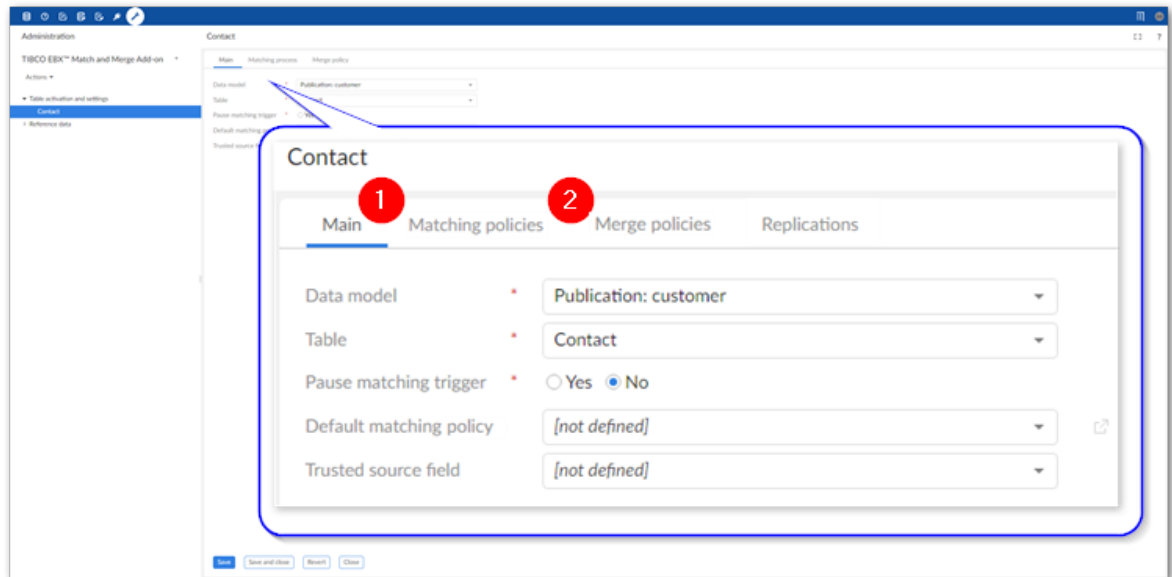 Administration
Contact
?
TIBCO EBX™ Match and Merge Add-on
Actions
Table activation and settings
Contact
Reference data
Main Matching process Merge policy
Data model * Publication: customer
Table *
Pause matching trigger *
Default matching
Trusted source
Contact
1 2
Main Matching policies Merge policies Replications
Data model * Publication: customer
Table * Contact
Pause matching trigger * Yes No
Default matching policy [not defined]
Trusted source field [not defined]
Save Save and close Revert Close